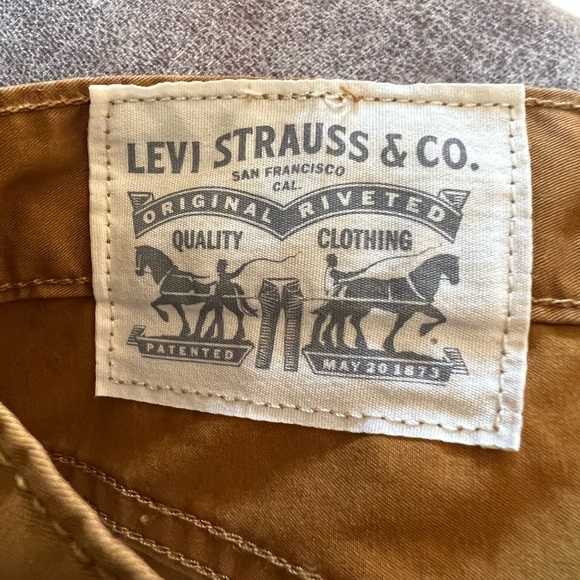 LEVI STRAUSS & CO.
SAN FRANCISCO
CAL.
ORIGINAL RIVETED
QUALITY CLOTHING
PATENTED MAY 20 1873